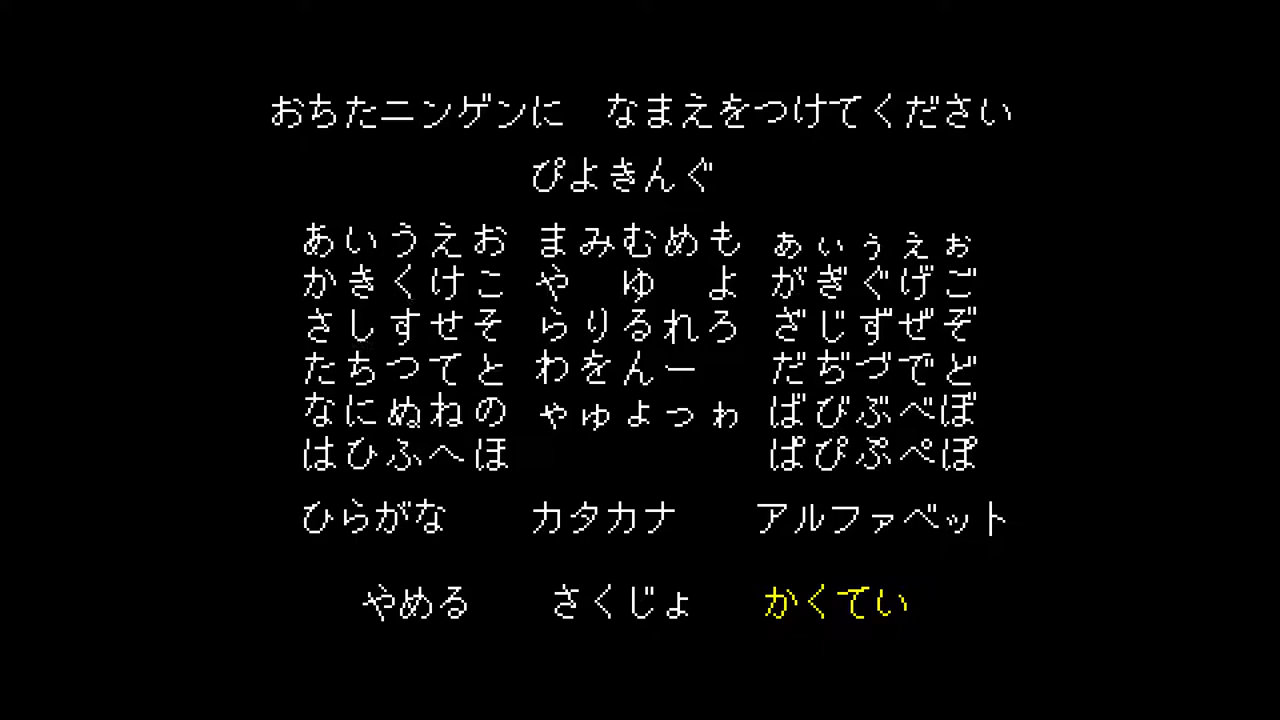 おちたニンゲンに　なまえをつけてください
ぴよきんぐ
あいうえお まみむめも ぁぃぅぇぉ
かきくけこ や　ゆ　よ がぎぐげご
さしすせそ らりるれろ ざじずぜぞ
たちつてと わをんー だぢづでど
なにぬねの ゃゅょっゎ ばびぶべぼ
はひふへほ ぱぴぷぺぽ
ひらがな カタカナ アルファベット
やめる さくじょ かくてい